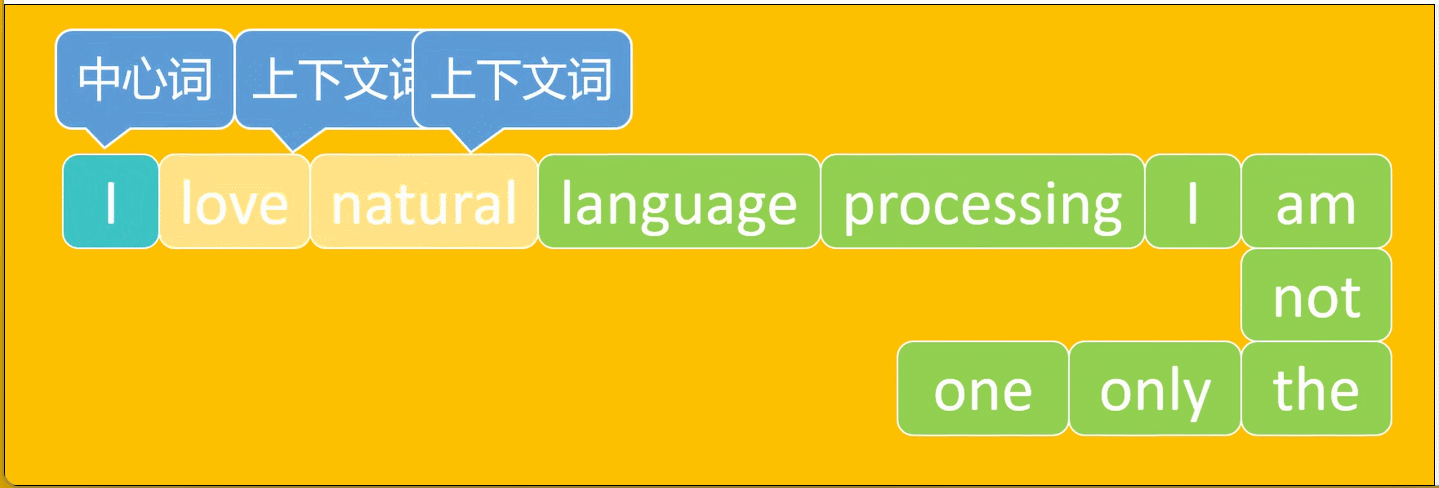 中心词 上下文词 上下文词
I love natural language processing I am
not
one only the